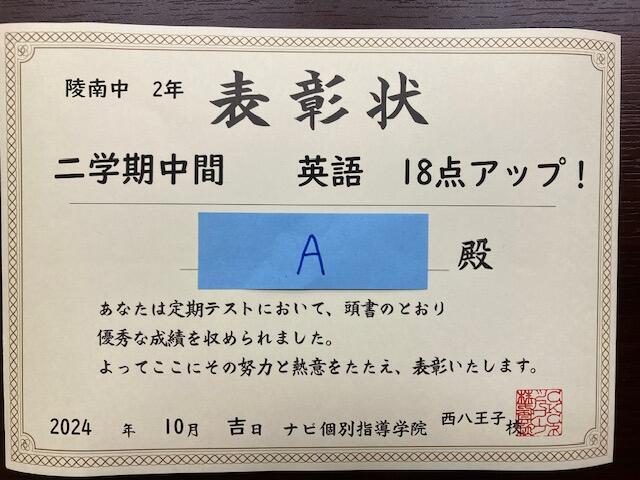 陵南中 2年 表彰状
二学期中間 英語 18点アップ!
A 殿
あなたは定期テストにおいて、頭書のとおり
優秀な成績を収められました。
よってここにその努力と熱意をたたえ、表彰いたします。
2024 年 10月 吉日 ナビ個別指導学院 西八王子校